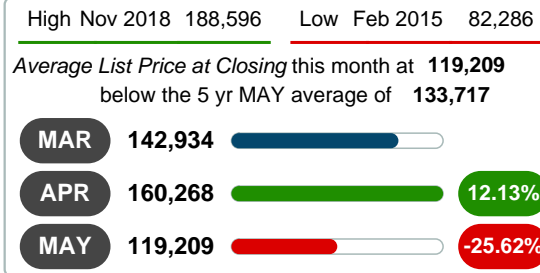 High Nov 2018 188,596 Low Feb 2015 82,286
Average List Price at Closing this month at 119,209
below the 5 yr MAY average of 133,717
MAR 142,934
APR 160,268 12.13%
MAY 119,209 -25.62%